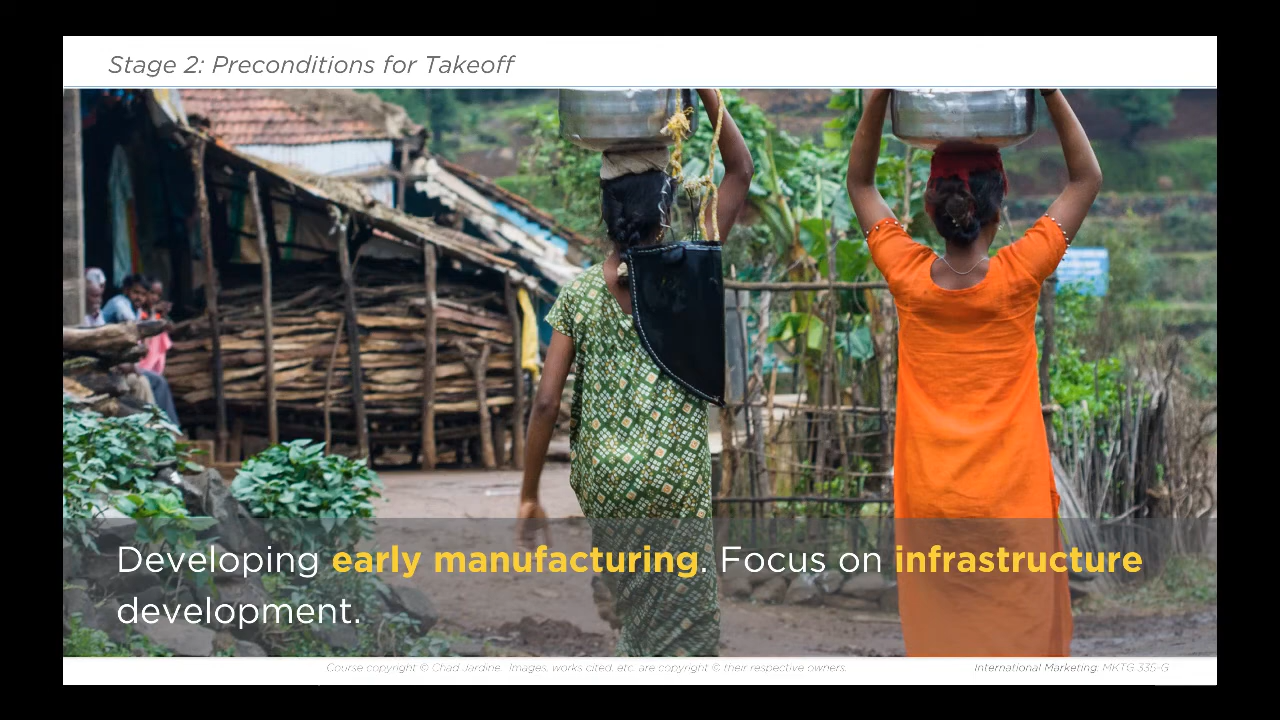 Stage 2: Preconditions for Takeoff
Developing early manufacturing. Focus on infrastructure
development.
Course copyright © Chad Jardine. Images, works cited, etc. are copyright © their respective owners.
International Marketing: MKTG 335-G